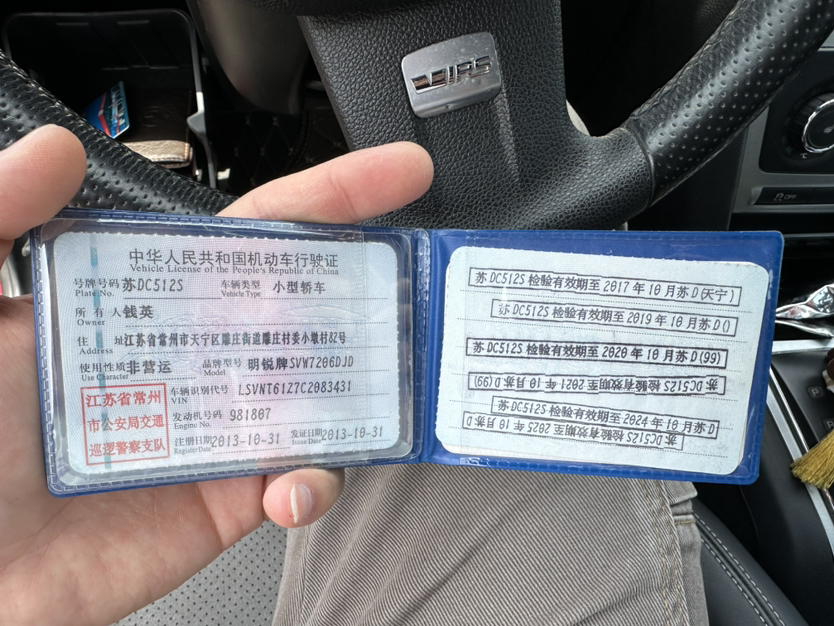 VIPS
中华人民共和国机动车行驶证
Vehicle License of the People's Republic of China
号牌号码 苏DC512S 车辆类型 小型轿车
Plate No. Vehicle Type
所有人 钱英
Owner
住址 江苏省常州市天宁区雕庄街道雕庄村委小墩村82号
Address
使用性质 非营运 品牌型号 明锐牌SVW7206DJD
Use Character Model
江苏省常州
市公安局交通
巡逻警察支队
车辆识别代号 LSVNT61Z7C2083431
VIN
发动机号码 981807
Engine No.
注册日期 2013-10-31 发证日期 2013-10-31
Register Date Issue Date
苏DC512S 检验有效期至 2017 年 10 月苏 D(天宁)
苏DC512S 检验有效期至 2019 年 10 月苏 D()
苏DC512S 检验有效期至 2020 年 10 月苏 D(99)
苏DC512S 检验有效期至 2021 年 10 月苏 D(99)
苏DC512S 检验有效期至 2024 年 10 月苏D
苏DC512S 检验有效期至 2025 年 10 月苏D
OFF